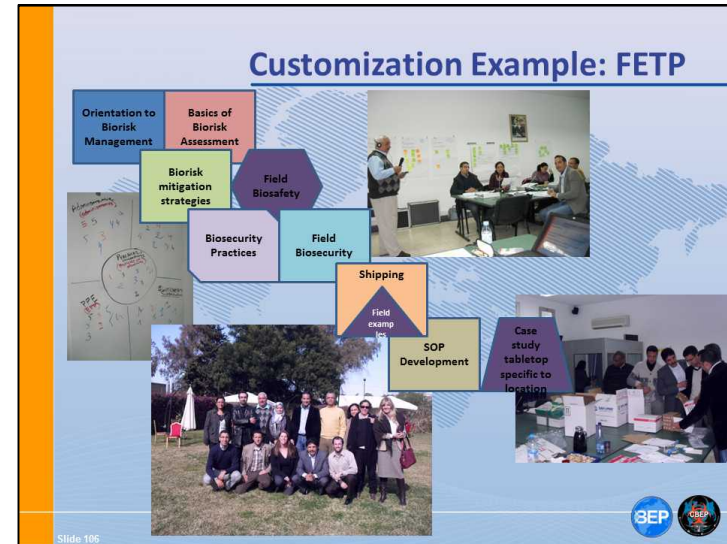 Customization Example: FETP
Orientation to
Biorisk
Management
Basics of
Biorisk
Assessment
Biorisk
mitigation
strategies
Field
Biosafety
Biosecurity
Practices
Field
Biosecurity
Shipping
Field
examp
les
SOP
Development
Case
study
tabletop
specific to
location
PPE
Slide 106
BEP
CBEP